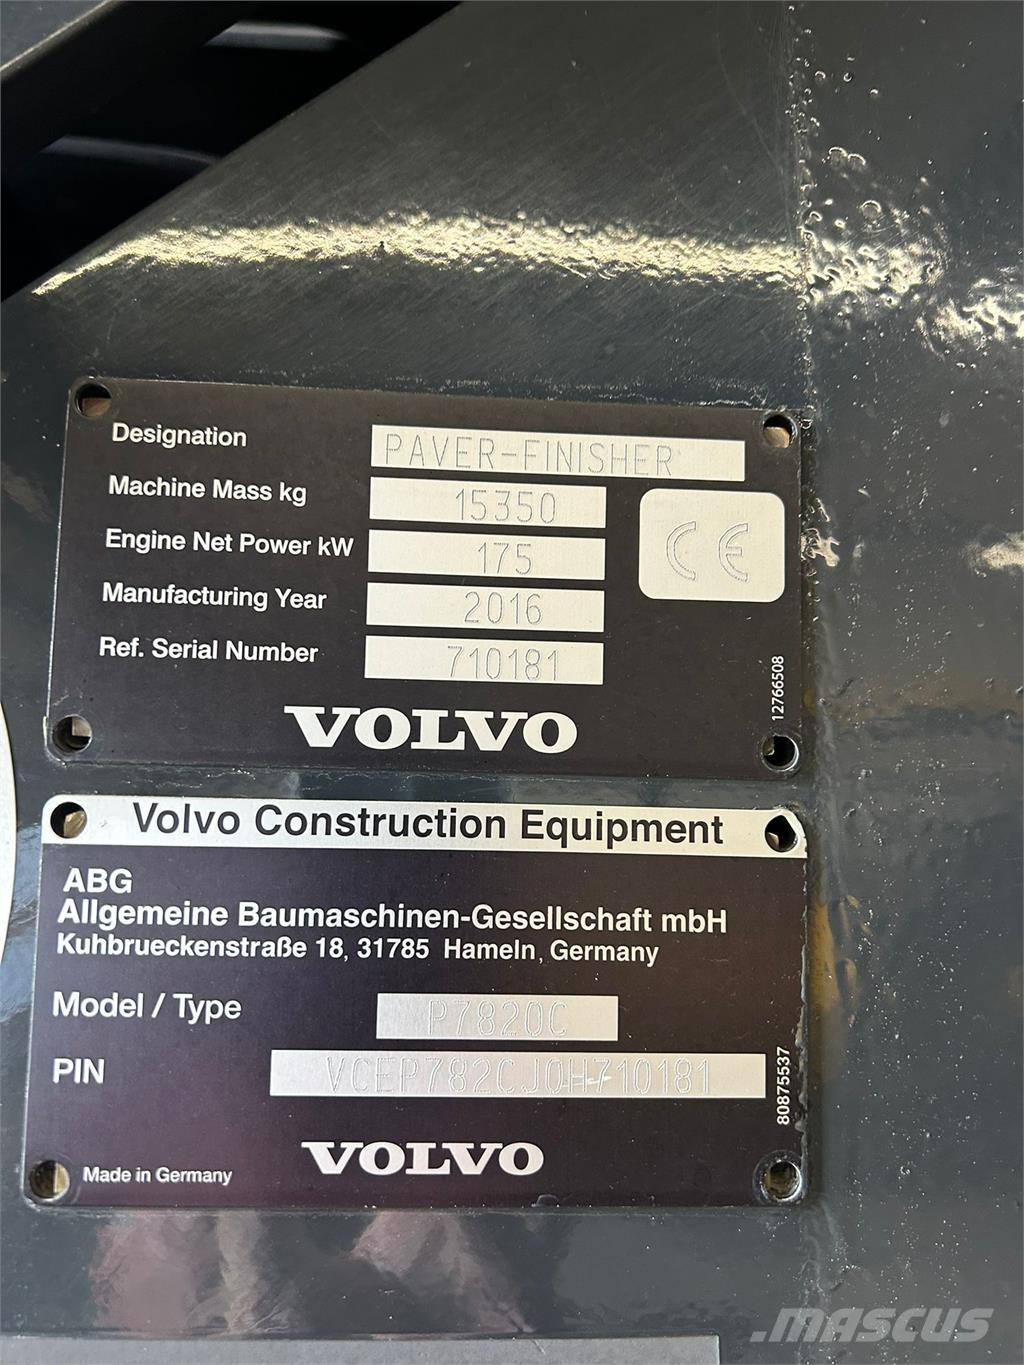 Designation PAVER-FINISHER
Machine Mass kg 15350
Engine Net Power kW 175
Manufacturing Year 2016
Ref. Serial Number 710181
CE
12766508
VOLVO
Volvo Construction Equipment
ABG
Allgemeine Baumaschinen-Gesellschaft mbH
Kuhbrueckenstraße 18, 31785 Hameln, Germany
Model / Type P7820C
PIN VCEP782CJ0H710181
80875537
VOLVO
Made in Germany
MASCUS